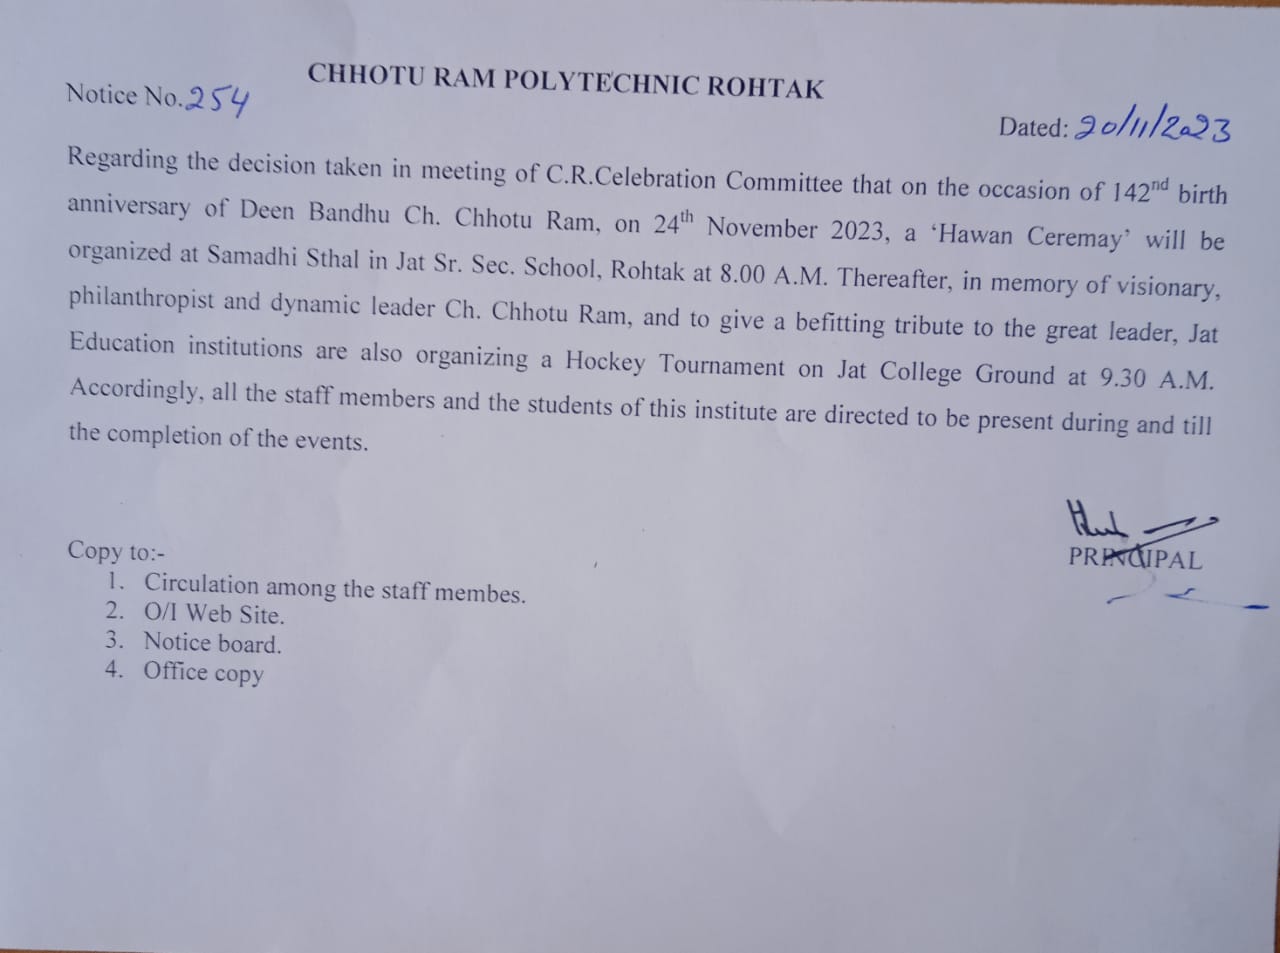 CHHOTU RAM POLYTECHNIC ROHTAK
Notice No.254
Dated: 20/11/2023
Regarding the decision taken in meeting of C.R.Celebration Committee that on the occasion of 142nd birth
anniversary of Deen Bandhu Ch. Chhotu Ram, on 24th November 2023, a ‘Hawan Ceremay’ will be
organized at Samadhi Sthal in Jat Sr. Sec. School, Rohtak at 8.00 A.M. Thereafter, in memory of visionary,
philanthropist and dynamic leader Ch. Chhotu Ram, and to give a befitting tribute to the great leader, Jat
Education institutions are also organizing a Hockey Tournament on Jat College Ground at 9.30 A.M.
Accordingly, all the staff members and the students of this institute are directed to be present during and till
the completion of the events.
PRINCIPAL
Copy to:-
1. Circulation among the staff membes.
2. O/I Web Site.
3. Notice board.
4. Office copy